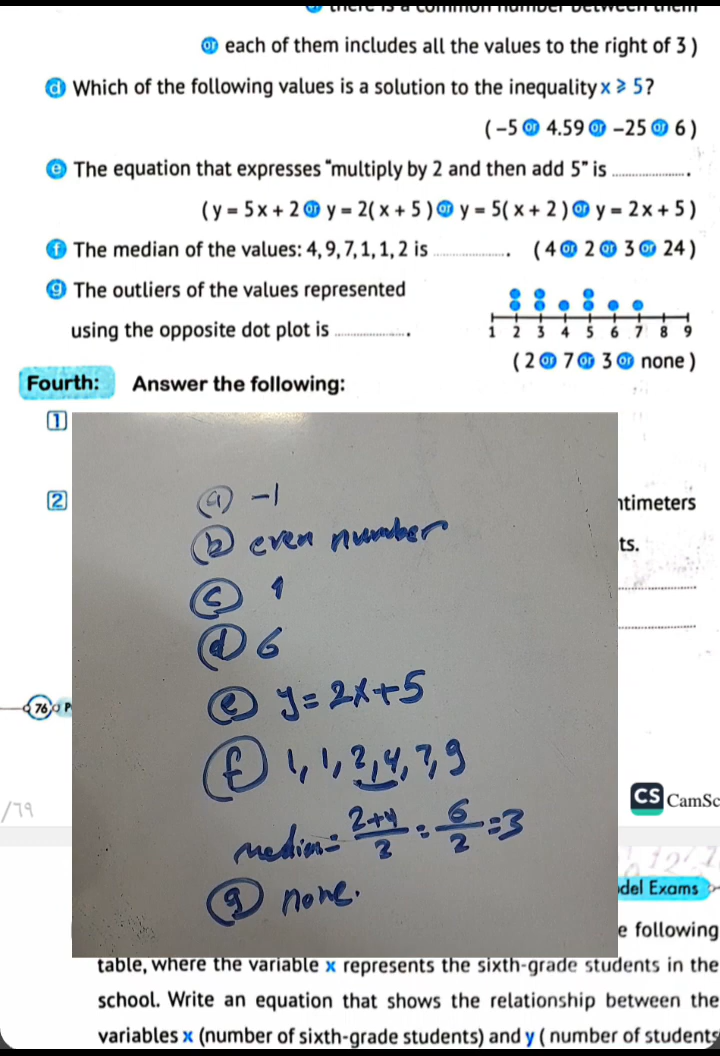 there is a common number between them
or each of them includes all the values to the right of 3 )
d Which of the following values is a solution to the inequality x ⩾ 5?
( −5 or 4.59 or −25 or 6 )
e The equation that expresses "multiply by 2 and then add 5" is ............ .
( y = 5x + 2 or y = 2( x + 5 ) or y = 5( x + 2 ) or y = 2x + 5 )
f The median of the values: 4, 9, 7, 1, 1, 2 is ............ . ( 4 or 2 or 3 or 24 )
g The outliers of the values represented
using the opposite dot plot is ............ .
1 2 3 4 5 6 7 8 9
( 2 or 7 or 3 or none )
Fourth: Answer the following:
1
2
ntimeters
ts.
a -1
b even number
c 1
d 6
e y = 2x+5
f 1, 1, 2, 4, 7, 9
median = 2+4/2 = 6/2 = 3
g none.
76 P
/79
CS CamSc
del Exams
e following
table, where the variable x represents the sixth-grade students in the
school. Write an equation that shows the relationship between the
variables x (number of sixth-grade students) and y ( number of students